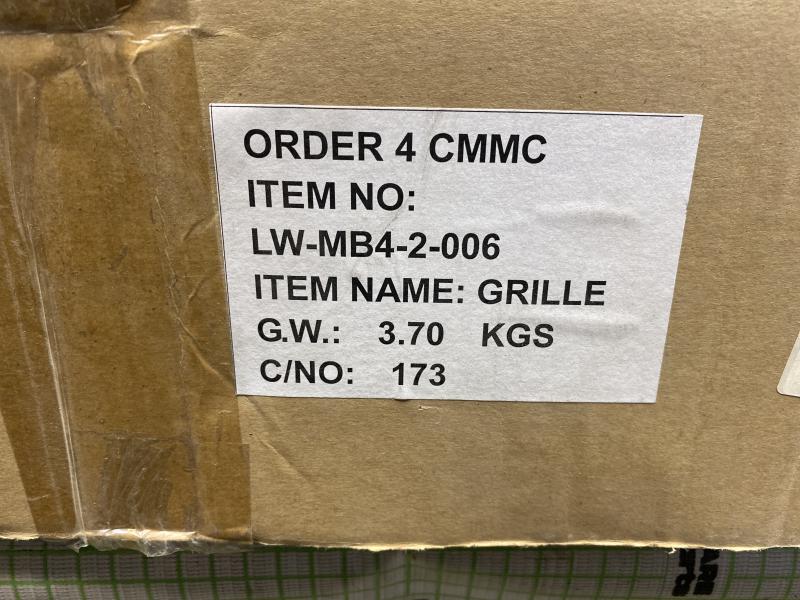 ORDER 4 CMMC
ITEM NO:
LW-MB4-2-006
ITEM NAME: GRILLE
G.W.: 3.70 KGS
C/NO: 173